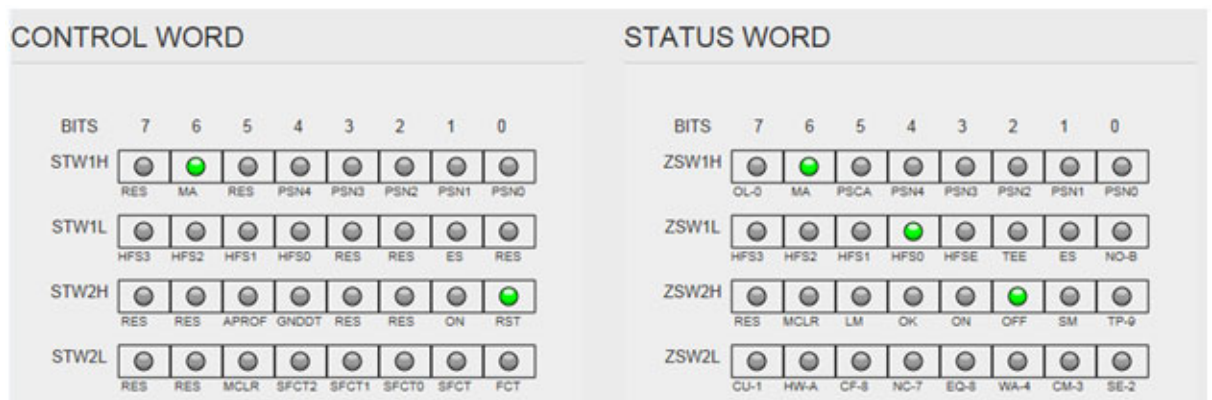 CONTROL WORD
BITS 7 6 5 4 3 2 1 0
STW1H
RES MA RES PSN4 PSN3 PSN2 PSN1 PSN0
STW1L
HFS3 HFS2 HFS1 HFS0 RES RES ES RES
STW2H
RES RES APROF GNDDT RES RES ON RST
STW2L
RES RES MCLR SFCT2 SFCT1 SFCT0 SFCT FCT
STATUS WORD
BITS 7 6 5 4 3 2 1 0
ZSW1H
OL-0 MA PSCA PSN4 PSN3 PSN2 PSN1 PSN0
ZSW1L
HFS3 HFS2 HFS1 HFS0 HFSE TEE ES NO-B
ZSW2H
RES MCLR LM OK ON OFF SM TP-9
ZSW2L
CU-1 HW-A CF-8 NC-7 EQ-8 WA-4 CM-3 SE-2